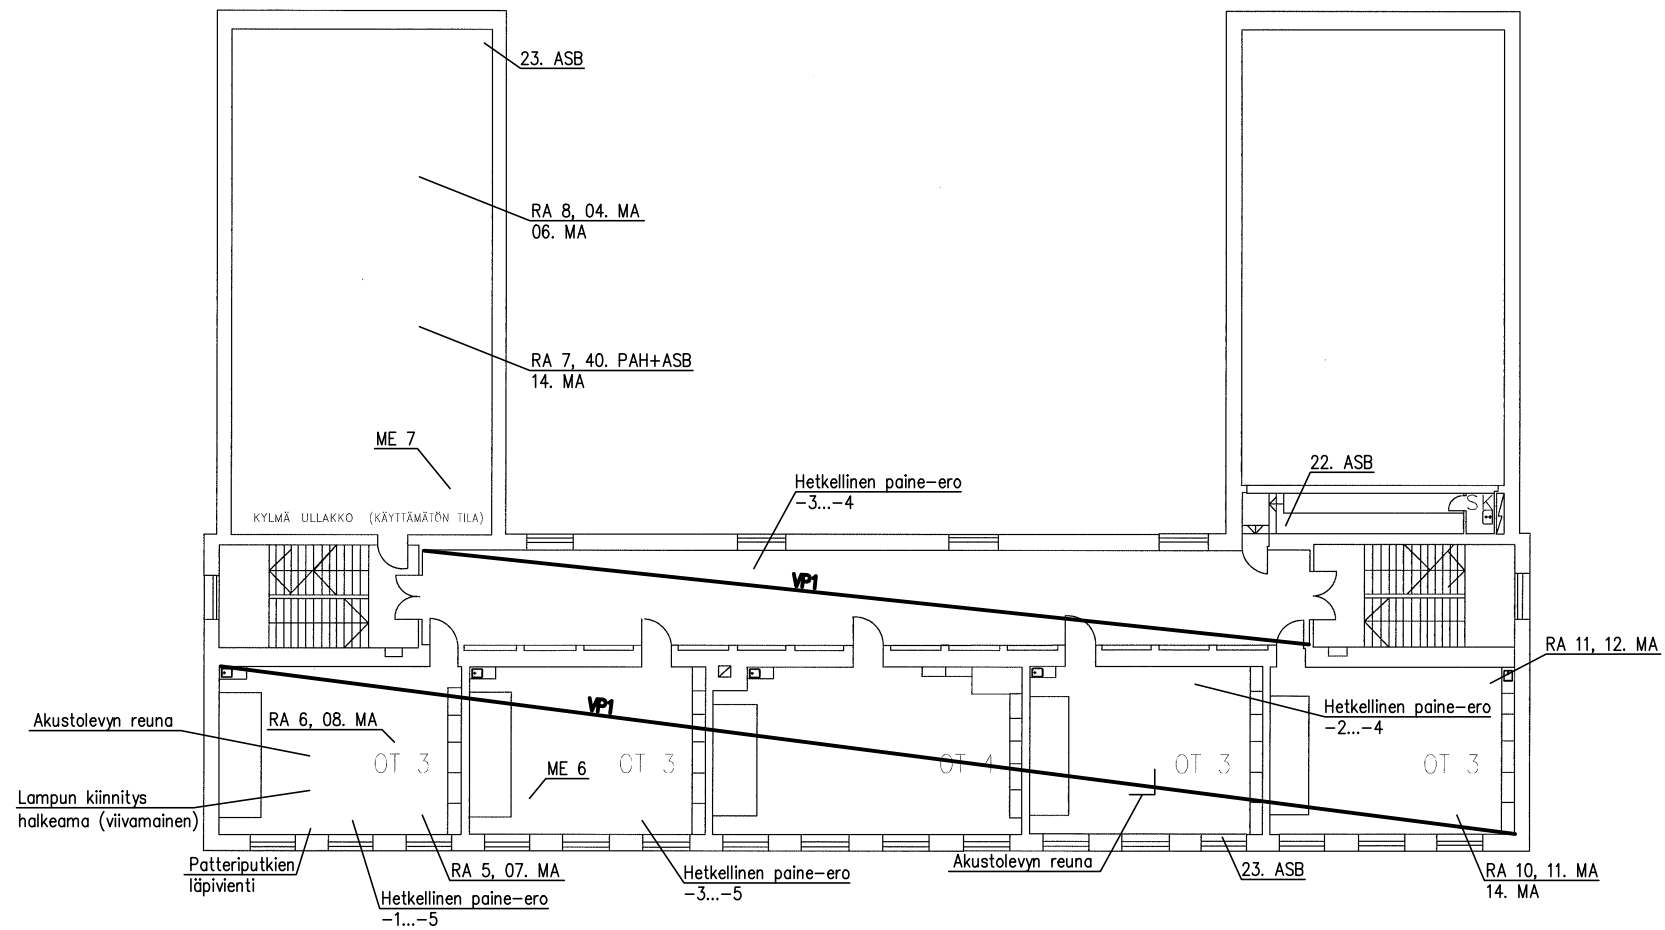 23. ASB
RA 8, 04. MA
06. MA
RA 7, 40. PAH+ASB
14. MA
ME 7
22. ASB
Hetkellinen paine-ero
-3...-4
SK
KYLMÄ ULLAKKO (KÄYTTÄMÄTÖN TILA)
VP1
RA 11, 12. MA
VP1
Hetkellinen paine-ero
-2...-4
Akustolevyn reuna
RA 6, 08. MA
OT 3
OT 3
OT 4
OT 3
OT 3
ME 6
Lampun kiinnitys
halkeama (viivamainen)
Patteriputkien
läpivienti
RA 5, 07. MA
Hetkellinen paine-ero
-1...-5
Hetkellinen paine-ero
-3...-5
Akustolevyn reuna
23. ASB
RA 10, 11. MA
14. MA